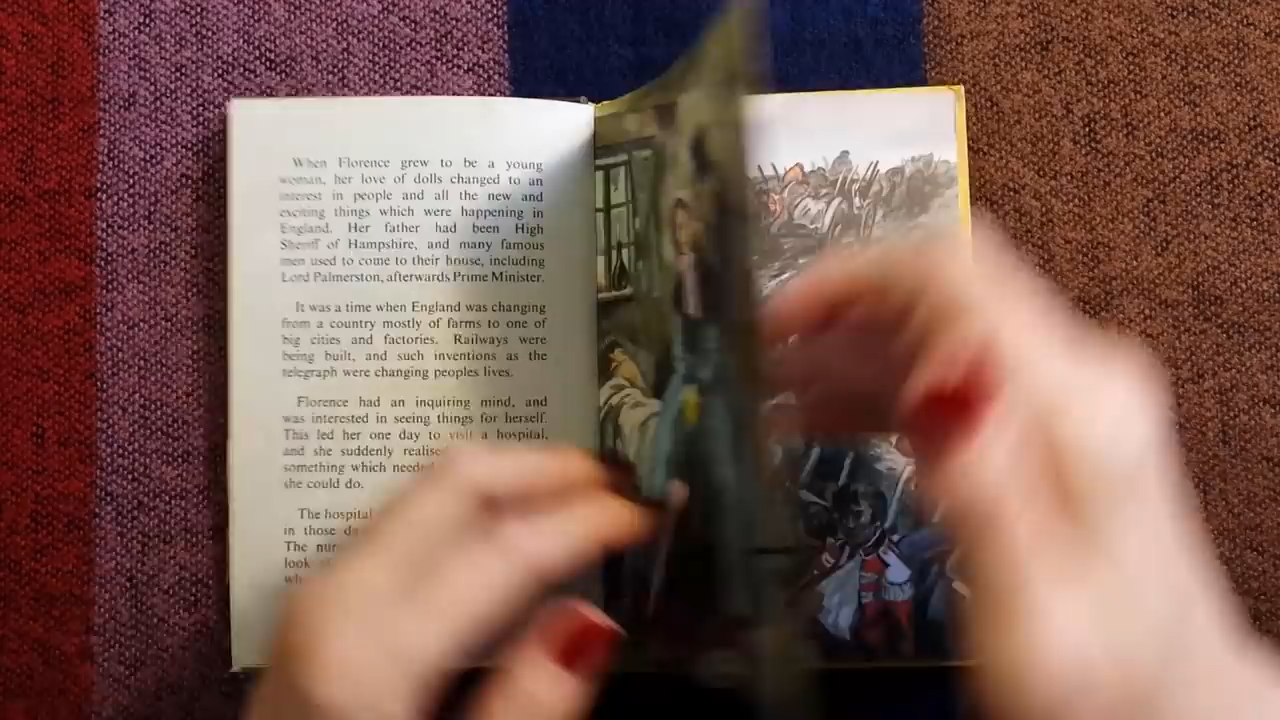 When Florence grew to be a young
woman, her love of dolls changed to an
interest in people and all the new and
exciting things which were happening in
England. Her father had been High
Sheriff of Hampshire, and many famous
men used to come to their house, including
Lord Palmerston, afterwards Prime Minister.
It was a time when England was changing
from a country mostly of farms to one of
big cities and factories. Railways were
being built, and such inventions as the
telegraph were changing peoples lives.
Florence had an inquiring mind, and
was interested in seeing things for herself.
This led her one day to visit a hospital,
and she suddenly realise
something which neede
she could do.
The hospital
in those da
The nur
look
wh